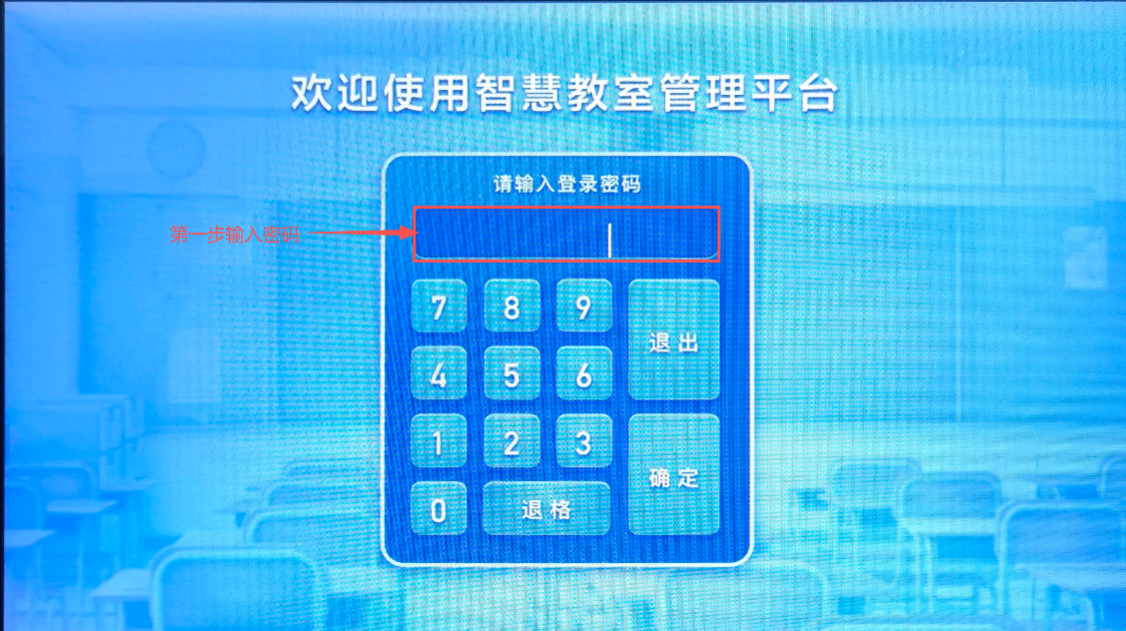 欢迎使用智慧教室管理平台
请输入登录密码
第一步输入密码
7 8 9 退出
4 5 6
1 2 3 确定
0 退格